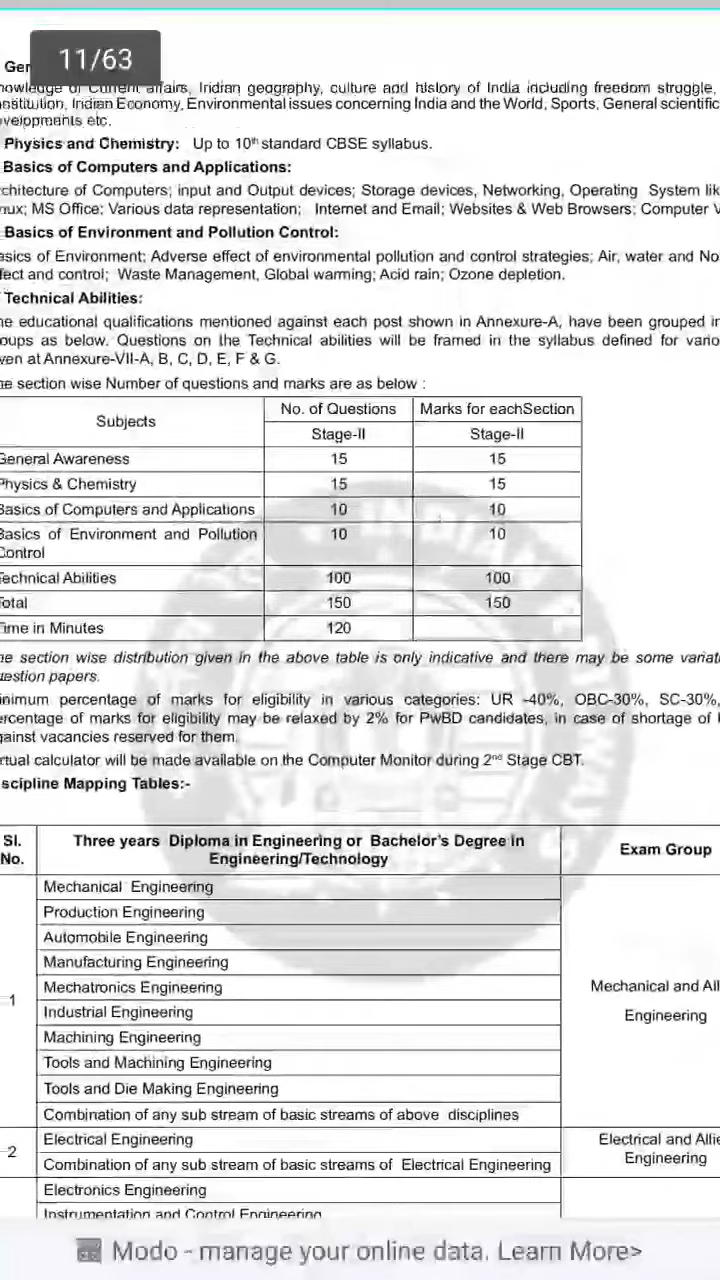 11/63
Gen
nowledge of Current affairs, Indian geography, culture and history of India including freedom struggle,
nstitution, Indian Economy, Environmental issues concerning India and the World, Sports, General scientific
velopments etc.
Physics and Chemistry: Up to 10th standard CBSE syllabus.
Basics of Computers and Applications:
rchitecture of Computers; input and Output devices; Storage devices, Networking, Operating System lik
nux; MS Office; Various data representation; Internet and Email; Websites & Web Browsers; Computer V
Basics of Environment and Pollution Control:
asics of Environment; Adverse effect of environmental pollution and control strategies; Air, water and No
fect and control; Waste Management, Global warming; Acid rain; Ozone depletion.
Technical Abilities:
he educational qualifications mentioned against each post shown in Annexure-A, have been grouped in
oups as below. Questions on the Technical abilities will be framed in the syllabus defined for vario
ven at Annexure-VII-A, B, C, D, E, F & G.
he section wise Number of questions and marks are as below :
Subjects No. of Questions Marks for eachSection
Stage-II Stage-II
General Awareness 15 15
Physics & Chemistry 15 15
Basics of Computers and Applications 10 10
Basics of Environment and Pollution 10 10
Control
Technical Abilities 100 100
Total 150 150
Time in Minutes 120
he section wise distribution given in the above table is only indicative and there may be some variat
uestion papers.
inimum percentage of marks for eligibility in various categories: UR -40%, OBC-30%, SC-30%,
ercentage of marks for eligibility may be relaxed by 2% for PwBD candidates, in case of shortage of
gainst vacancies reserved for them.
rtual calculator will be made available on the Computer Monitor during 2nd Stage CBT.
scipline Mapping Tables:-
Sl. No. Three years Diploma in Engineering or Bachelor's Degree in Engineering/Technology Exam Group
Mechanical Engineering
Production Engineering
Automobile Engineering
Manufacturing Engineering
Mechatronics Engineering Mechanical and All
1 Industrial Engineering Engineering
Machining Engineering
Tools and Machining Engineering
Tools and Die Making Engineering
Combination of any sub stream of basic streams of above disciplines
2 Electrical Engineering Electrical and Allie
Combination of any sub stream of basic streams of Electrical Engineering Engineering
Electronics Engineering
Instrumentation and Control Engineering
Modo - manage your online data. Learn More>